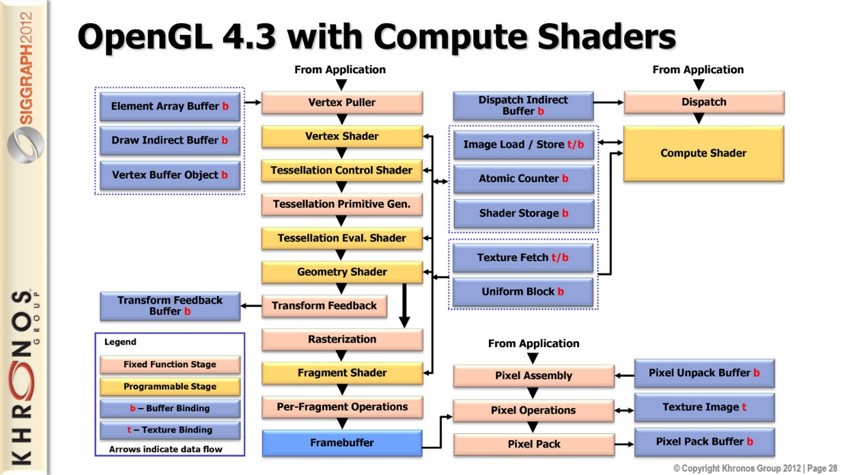 OpenGL 4.3 with Compute Shaders
SIGGRAPH2012
KHRONOS
GROUP
From Application
Element Array Buffer b
Draw Indirect Buffer b
Vertex Buffer Object b
Vertex Puller
Vertex Shader
Tessellation Control Shader
Tessellation Primitive Gen.
Tessellation Eval. Shader
Geometry Shader
Transform Feedback
Transform Feedback
Buffer b
Rasterization
Fragment Shader
Per-Fragment Operations
Framebuffer
Dispatch Indirect
Buffer b
Image Load / Store t/b
Atomic Counter b
Shader Storage b
Texture Fetch t/b
Uniform Block b
From Application
Dispatch
Compute Shader
From Application
Pixel Assembly
Pixel Operations
Pixel Pack
Pixel Unpack Buffer b
Texture Image t
Pixel Pack Buffer b
Legend
Fixed Function Stage
Programmable Stage
b – Buffer Binding
t – Texture Binding
Arrows indicate data flow
© Copyright Khronos Group 2012 | Page 28